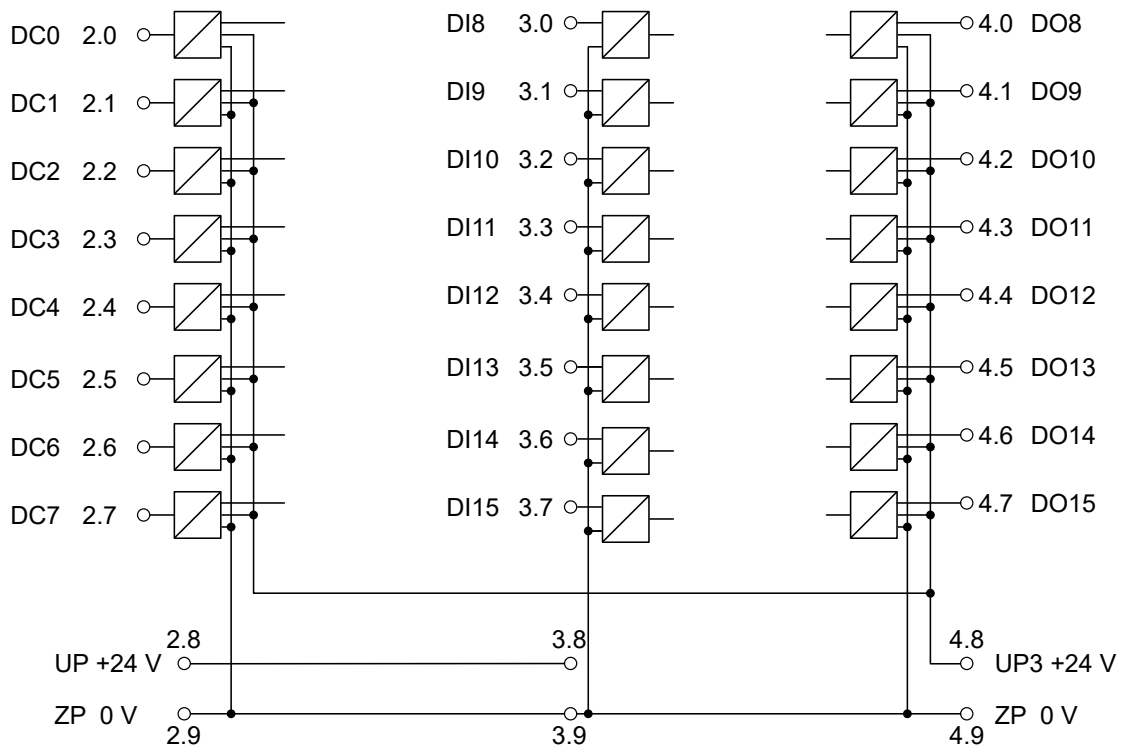 DC0 2.0
DC1 2.1
DC2 2.2
DC3 2.3
DC4 2.4
DC5 2.5
DC6 2.6
DC7 2.7
DI8 3.0
DI9 3.1
DI10 3.2
DI11 3.3
DI12 3.4
DI13 3.5
DI14 3.6
DI15 3.7
4.0 DO8
4.1 DO9
4.2 DO10
4.3 DO11
4.4 DO12
4.5 DO13
4.6 DO14
4.7 DO15
2.8
3.8
4.8
UP +24 V
UP3 +24 V
ZP 0 V
ZP 0 V
2.9
3.9
4.9